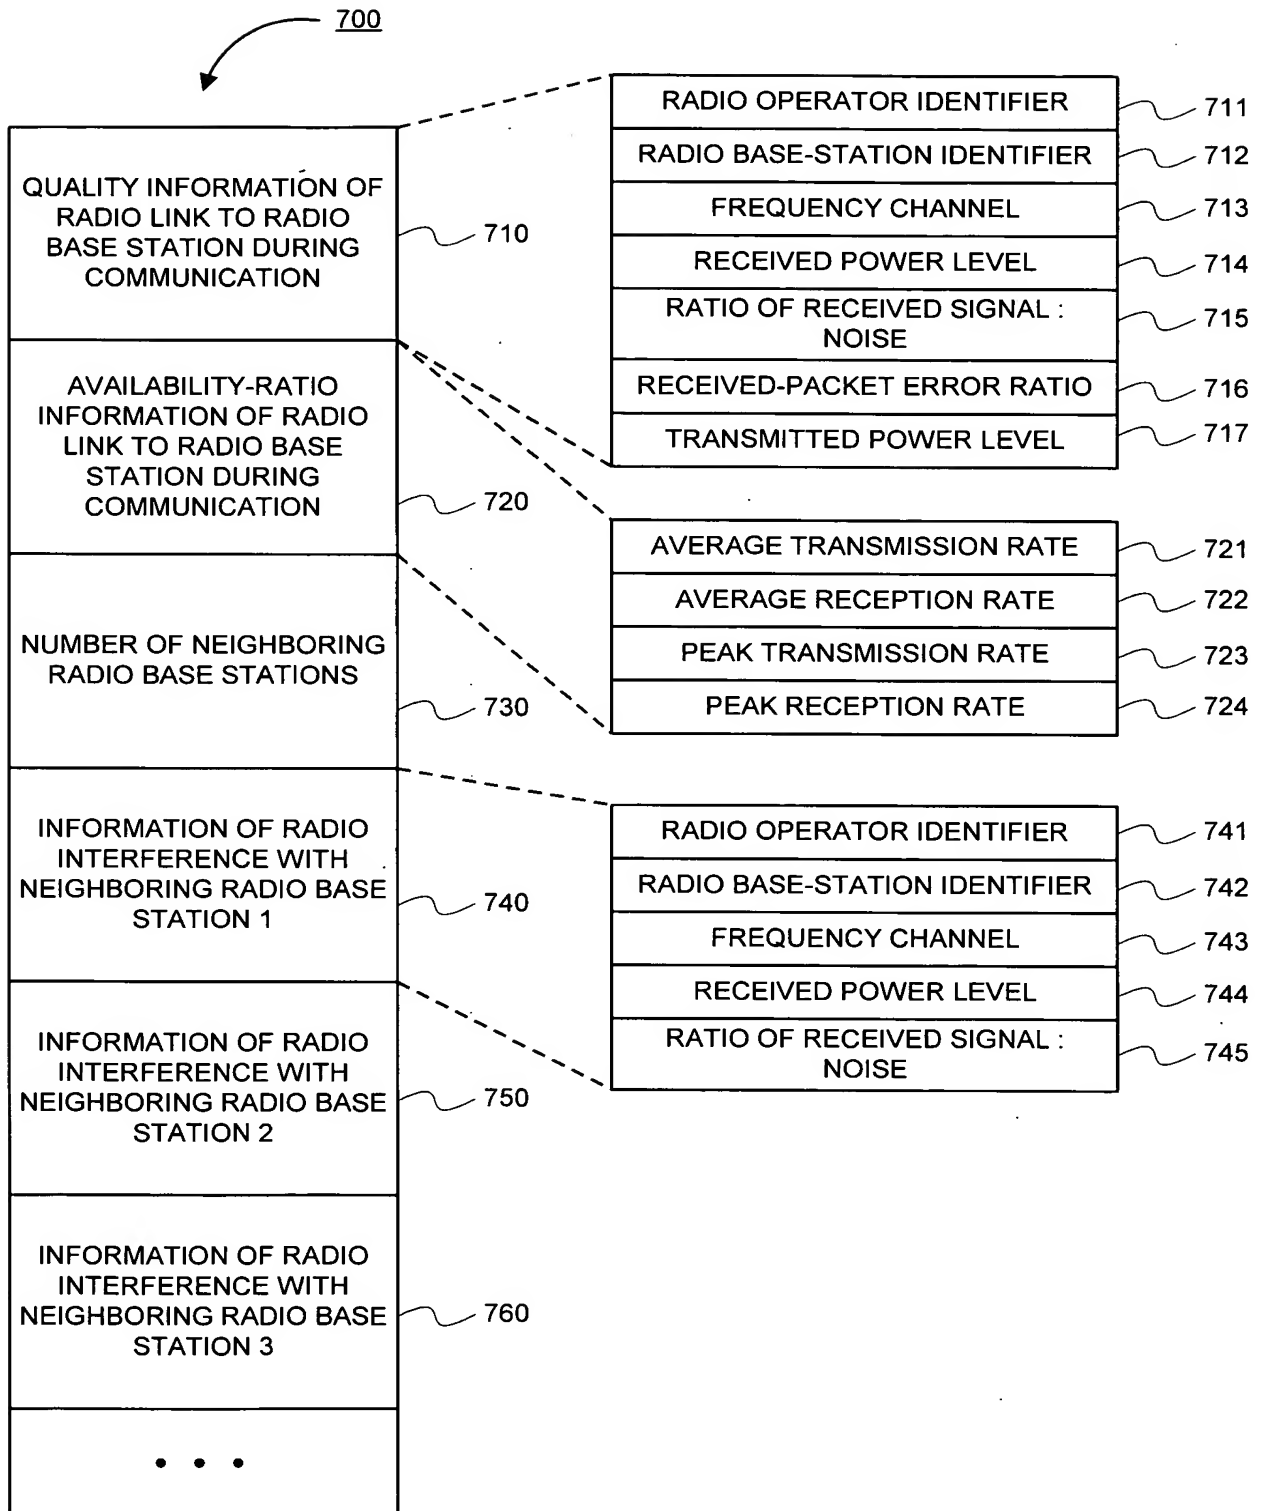 700
QUALITY INFORMATION OF
RADIO LINK TO RADIO
BASE STATION DURING
COMMUNICATION
710
AVAILABILITY-RATIO
INFORMATION OF RADIO
LINK TO RADIO BASE
STATION DURING
COMMUNICATION
720
NUMBER OF NEIGHBORING
RADIO BASE STATIONS
730
INFORMATION OF RADIO
INTERFERENCE WITH
NEIGHBORING RADIO BASE
STATION 1
740
INFORMATION OF RADIO
INTERFERENCE WITH
NEIGHBORING RADIO BASE
STATION 2
750
INFORMATION OF RADIO
INTERFERENCE WITH
NEIGHBORING RADIO BASE
STATION 3
760
• • •
RADIO OPERATOR IDENTIFIER 711
RADIO BASE-STATION IDENTIFIER 712
FREQUENCY CHANNEL 713
RECEIVED POWER LEVEL 714
RATIO OF RECEIVED SIGNAL :
NOISE
715
RECEIVED-PACKET ERROR RATIO 716
TRANSMITTED POWER LEVEL 717
AVERAGE TRANSMISSION RATE 721
AVERAGE RECEPTION RATE 722
PEAK TRANSMISSION RATE 723
PEAK RECEPTION RATE 724
RADIO OPERATOR IDENTIFIER 741
RADIO BASE-STATION IDENTIFIER 742
FREQUENCY CHANNEL 743
RECEIVED POWER LEVEL 744
RATIO OF RECEIVED SIGNAL :
NOISE
745